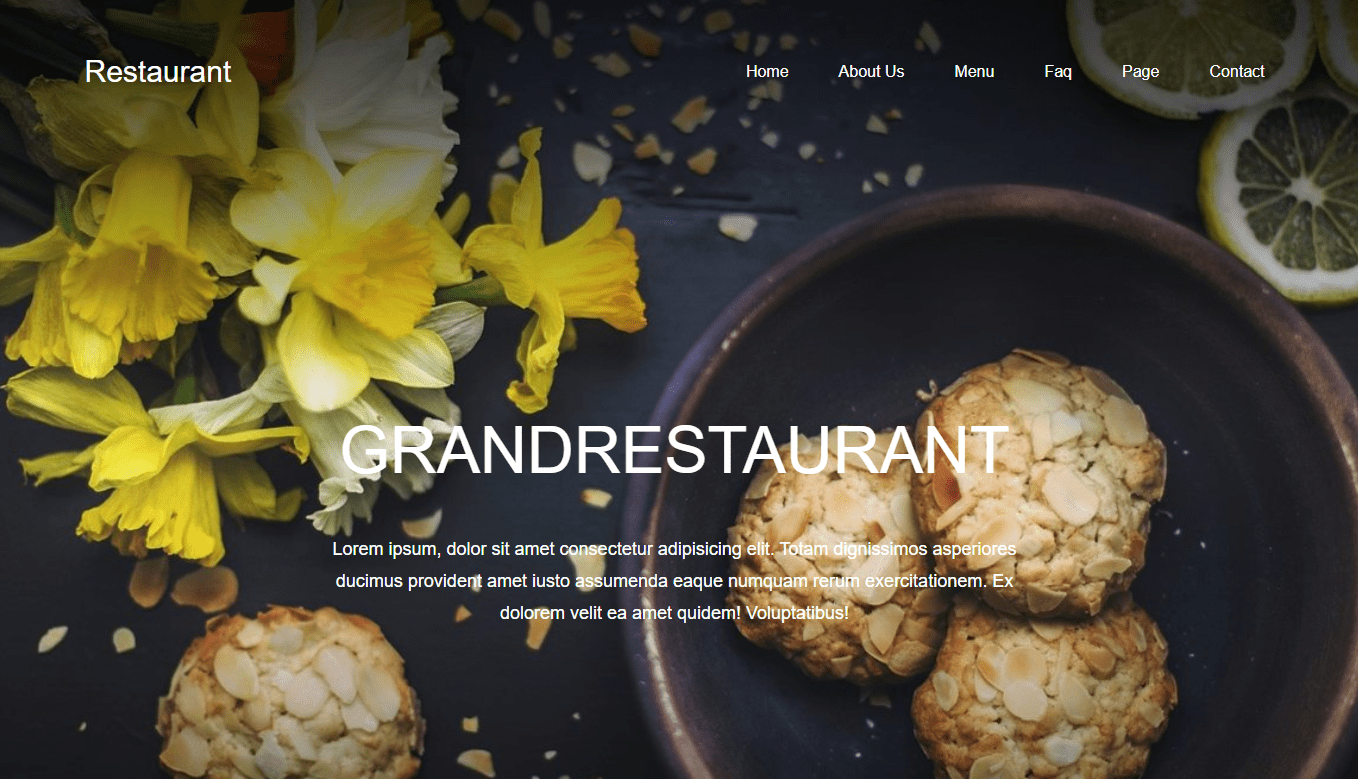 Restaurant
Home About Us Menu Faq Page Contact
GRANDRESTAURANT
Lorem ipsum, dolor sit amet consectetur adipisicing elit. Totam dignissimos asperiores
ducimus provident amet iusto assumenda eaque numquam rerum exercitationem. Ex
dolorem velit ea amet quidem! Voluptatibus!